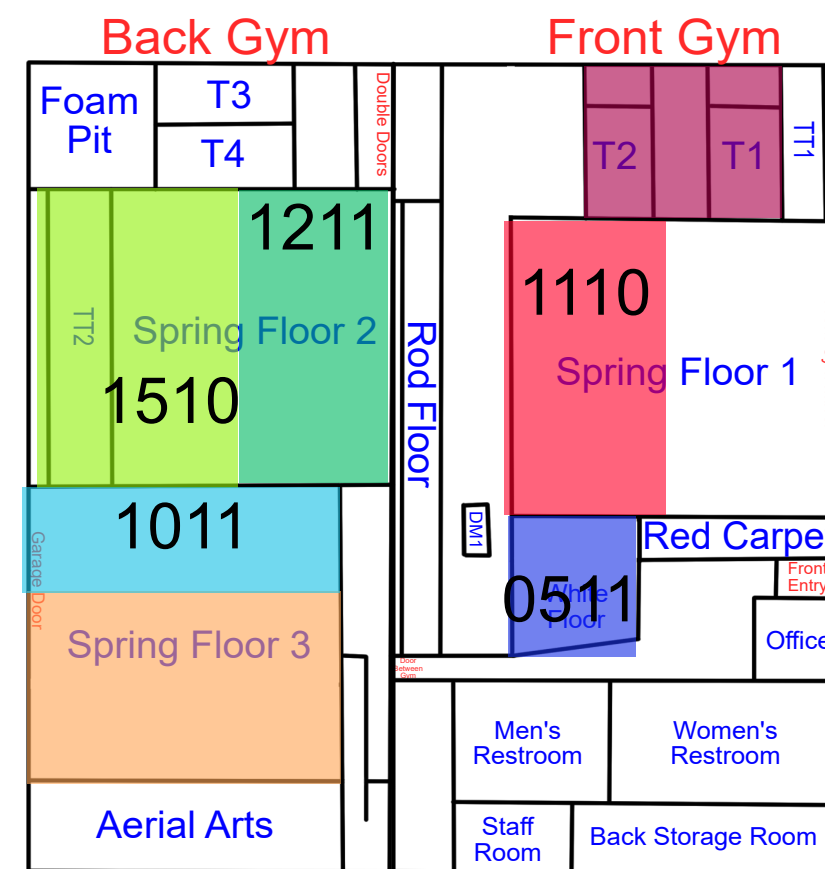 Back Gym
Front Gym
Foam
Pit
T3
T4
Double Doors
T2
T1
TT1
1211
TT2
Spring Floor 2
1510
Rod Floor
1110
Spring Floor 1
1011
Garage Door
Spring Floor 3
DM1
Red Carpe
White
Floor
0511
Front
Entry
Office
Door
Between
Gym
Men's
Restroom
Women's
Restroom
Aerial Arts
Staff
Room
Back Storage Room